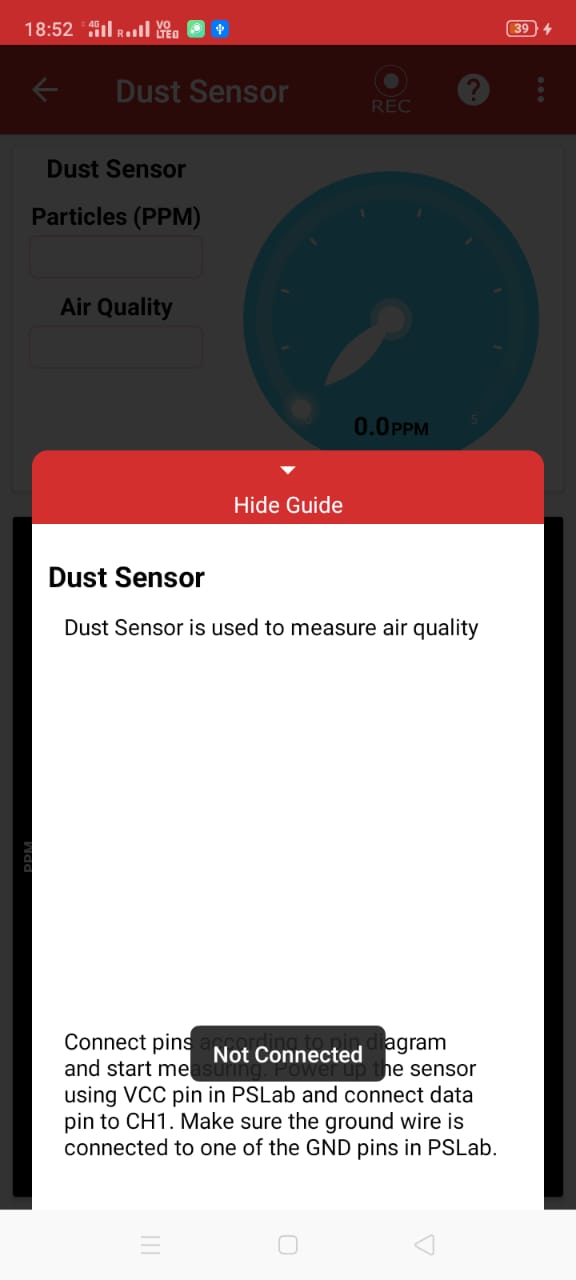 18:52 4G R VO LTE 39
Dust Sensor
REC
?
Dust Sensor
Particles (PPM)
Air Quality
0.0 PPM
5
Hide Guide
Dust Sensor
Dust Sensor is used to measure air quality
PPM
Connect pins according to pin diagram
Not Connected
and start measuring. Power up the sensor
using VCC pin in PSLab and connect data
pin to CH1. Make sure the ground wire is
connected to one of the GND pins in PSLab.